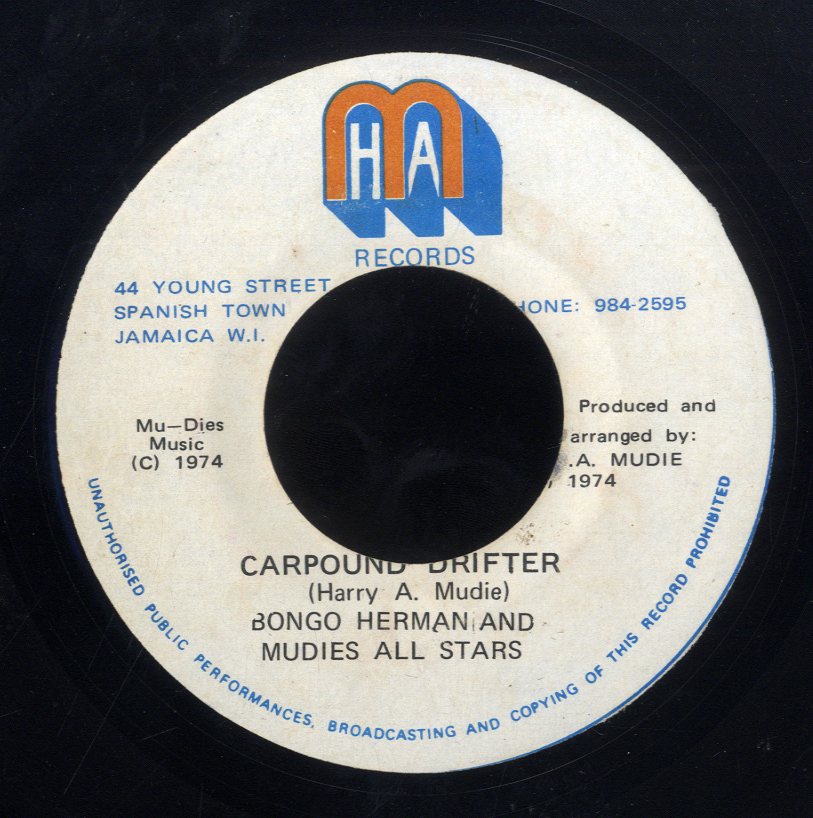 HA
RECORDS
44 YOUNG STREET
SPANISH TOWN
JAMAICA W.I.
HONE: 984-2595
Mu-Dies
Music
(C) 1974
Produced and
arranged by:
.A. MUDIE
, 1974
CARPOUND DRIFTER
(Harry A. Mudie)
BONGO HERMAN AND
MUDIES ALL STARS
UNAUTHORISED PUBLIC PERFORMANCES, BROADCASTING AND COPYING OF THIS RECORD PROHIBITED